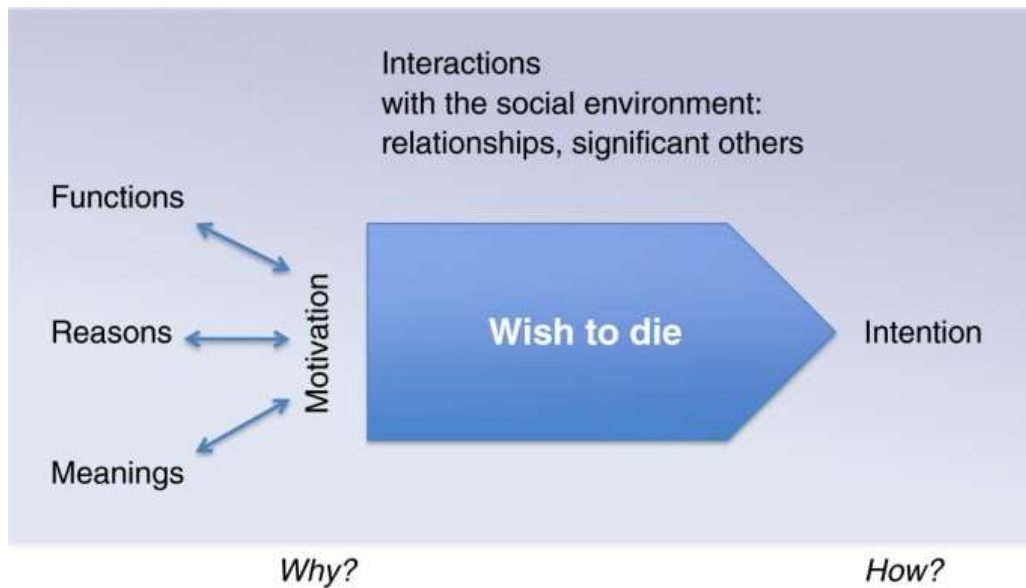 Interactions
with the social environment:
relationships, significant others
Functions
Reasons
Meanings
Motivation
Wish to die
Intention
Why?
How?